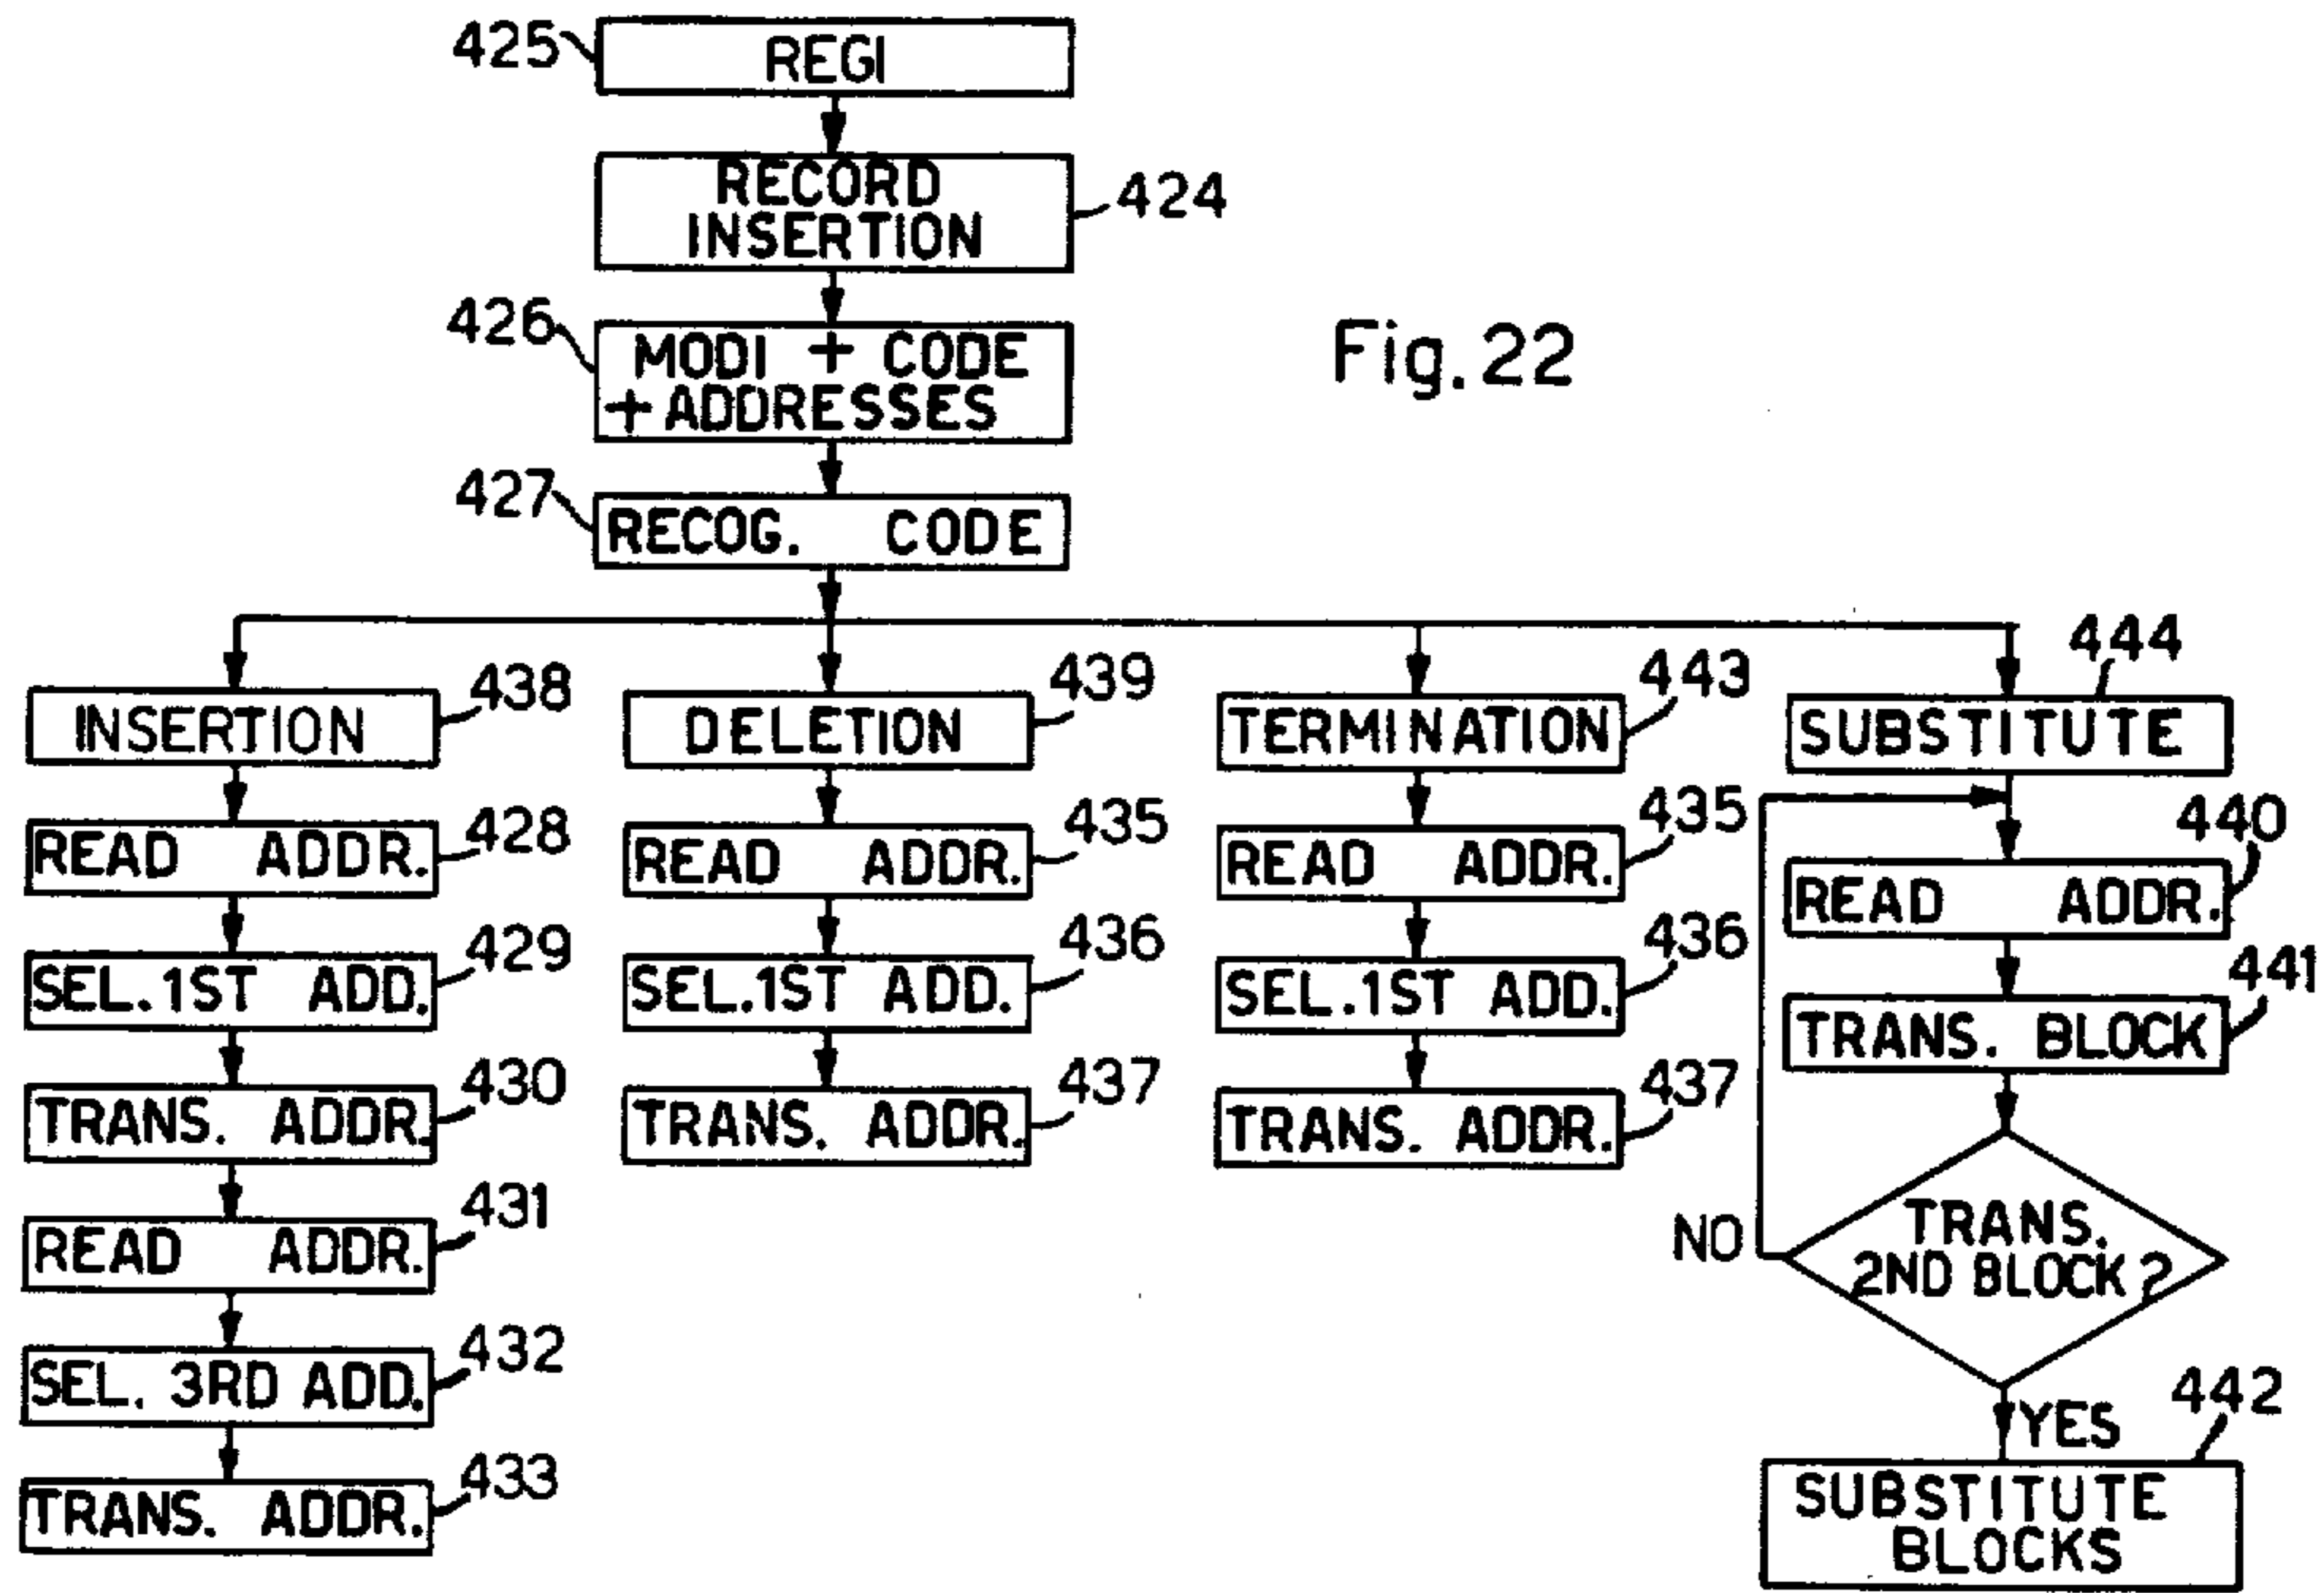 425
REGI
RECORD
INSERTION
424
426
MODI + CODE
+ ADDRESSES
Fig. 22
427
RECOG. CODE
INSERTION
438
READ ADDR.
428
SEL. 1ST ADD.
429
TRANS. ADDR.
430
READ ADDR.
431
SEL. 3RD ADD.
432
TRANS. ADDR.
433
DELETION
439
READ ADDR.
435
SEL. 1ST ADD.
436
TRANS. ADDR.
437
TERMINATION
443
READ ADDR.
435
SEL. 1ST ADD.
436
TRANS. ADDR.
437
444
SUBSTITUTE
440
READ ADDR.
441
TRANS. BLOCK
TRANS.
2ND BLOCK ?
NO
YES
442
SUBSTITUTE
BLOCKS